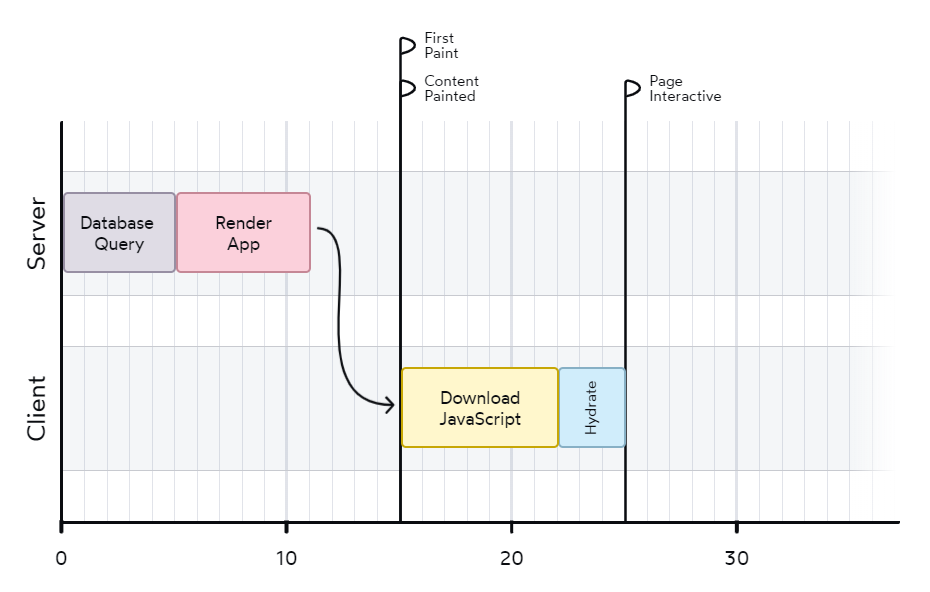 First
Paint
Content
Painted
Page
Interactive
Server
Database
Query
Render
App
Client
Download
JavaScript
Hydrate
0
10
20
30